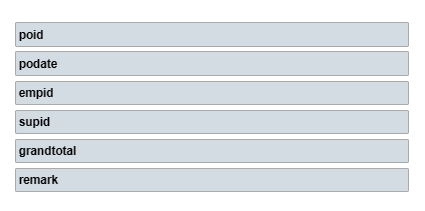 poid
podate
empid
supid
grandtotal
remark